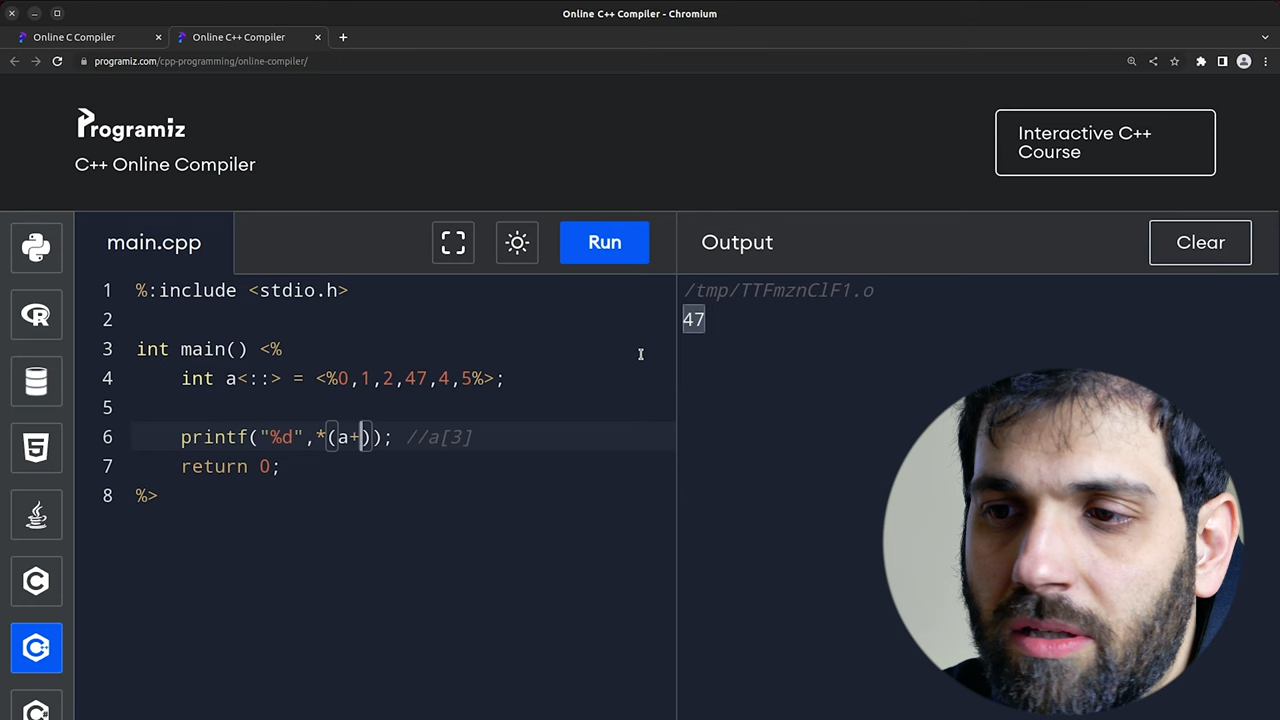 Online C++ Compiler - Chromium
Online C Compiler
Online C++ Compiler
programiz.com/cpp-programming/online-compiler/
Programiz
C++ Online Compiler
Interactive C++
Course
main.cpp
Run
Output
Clear
1 %:include <stdio.h>
2
3 int main() <%
4 int a<::> = <%0,1,2,47,4,5%>;
5
6 printf("%d",*(a+)); //a[3]
7 return 0;
8 %>
/tmp/TTFmznClF1.o
47